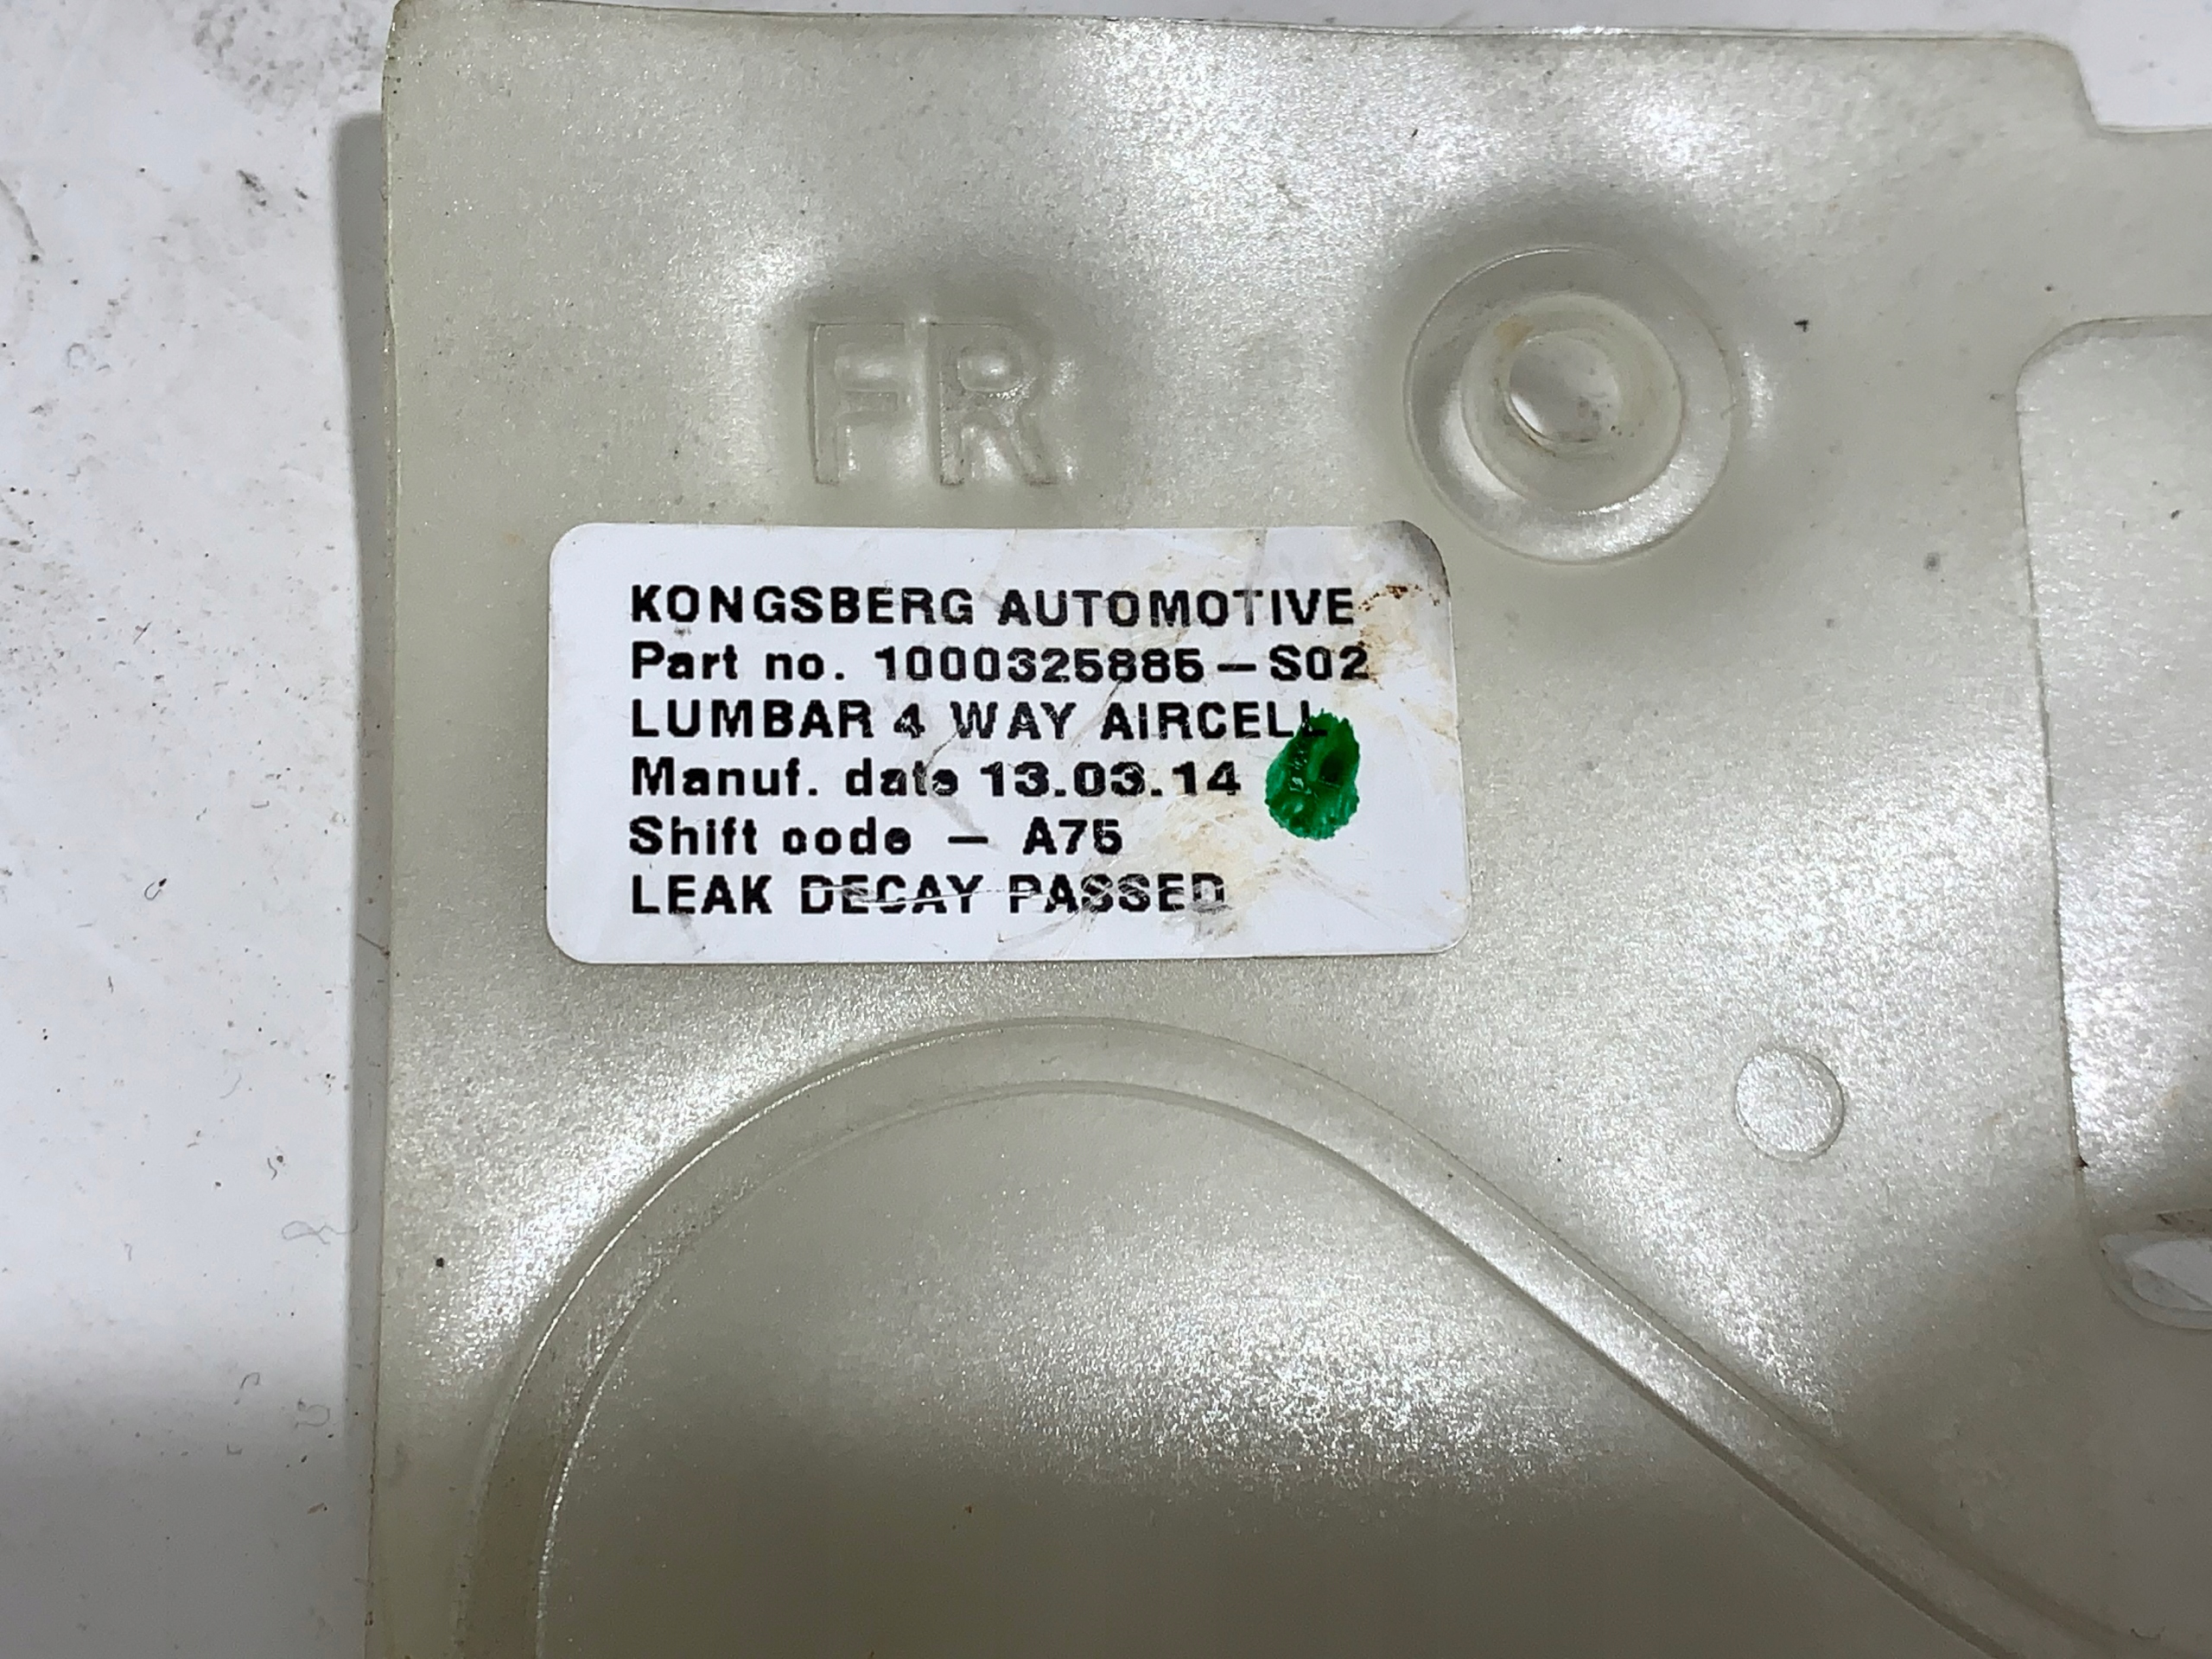 FR
KONGSBERG AUTOMOTIVE
Part no. 1000325885-S02
LUMBAR 4 WAY AIRCELL
Manuf. date 13.03.14
Shift code - A75
LEAK DECAY PASSED